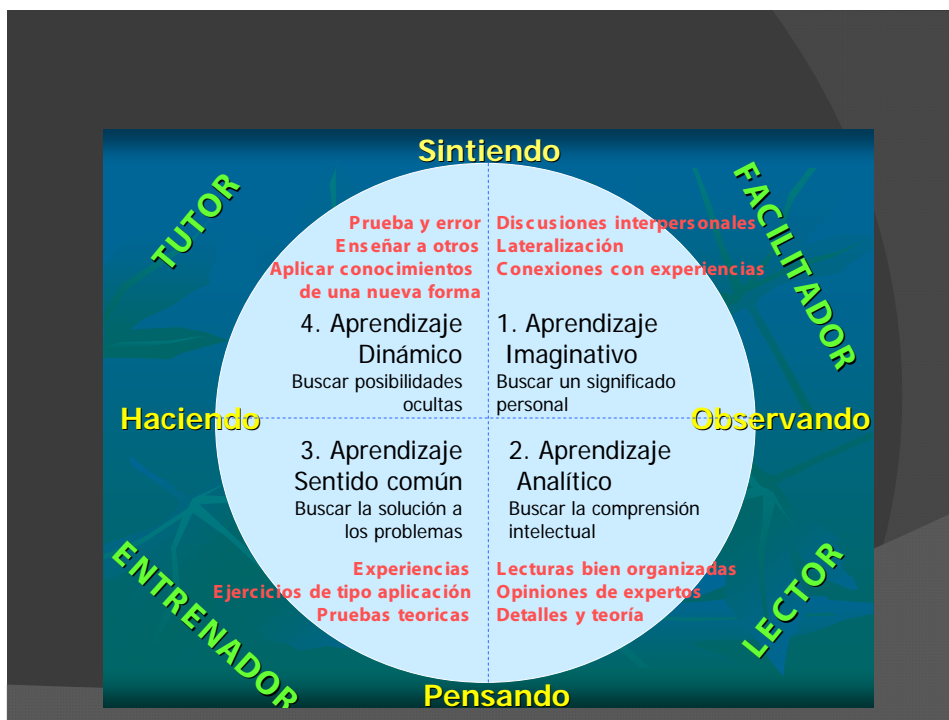 Sintiendo
TUTOR
FACILITADOR
Prueba y error
Enseñar a otros
Aplicar conocimientos
de una nueva forma
Discusiones interpersonales
Lateralización
Conexiones con experiencias
4. Aprendizaje
Dinámico
Buscar posibilidades
ocultas
1. Aprendizaje
Imaginativo
Buscar un significado
personal
Haciendo
Observando
3. Aprendizaje
Sentido común
Buscar la solución a
los problemas
2. Aprendizaje
Analítico
Buscar la comprensión
intelectual
Experiencias
Ejercicios de tipo aplicación
Pruebas teoricas
Lecturas bien organizadas
Opiniones de expertos
Detalles y teoría
ENTRENADOR
LECTOR
Pensando